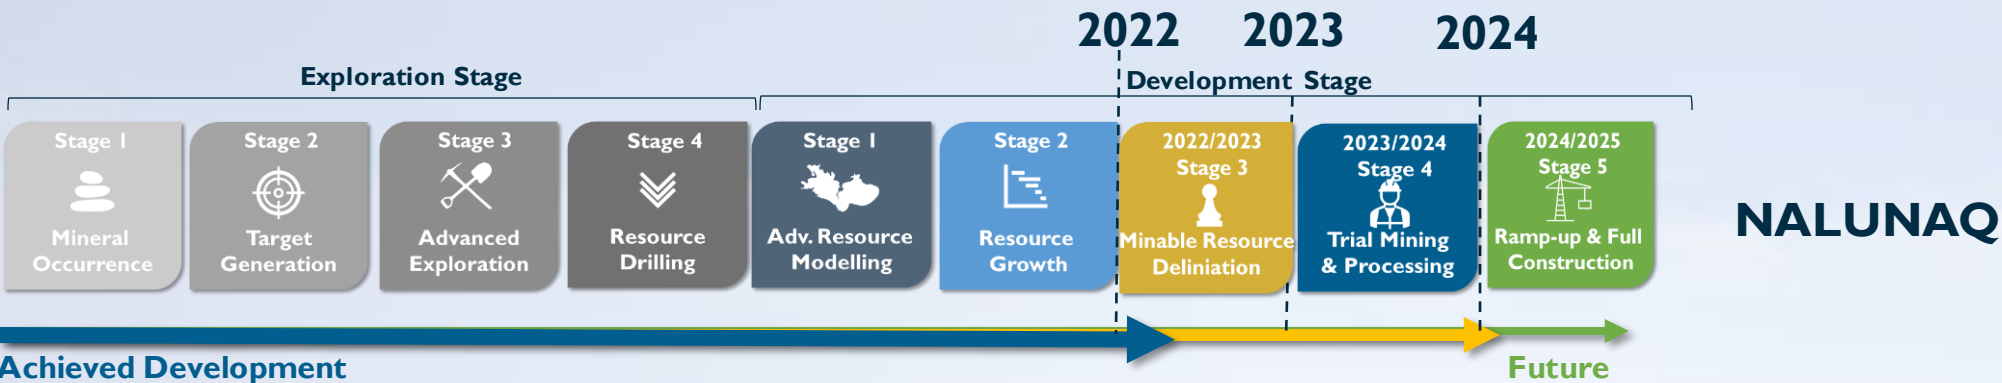 2022 2023 2024
Exploration Stage
Development Stage
Stage 1
Mineral
Occurrence
Stage 2
Target
Generation
Stage 3
Advanced
Exploration
Stage 4
Resource
Drilling
Stage 1
Adv. Resource
Modelling
Stage 2
Resource
Growth
2022/2023
Stage 3
Minable Resource
Deliniation
2023/2024
Stage 4
Trial Mining
& Processing
2024/2025
Stage 5
Ramp-up & Full
Construction
NALUNAQ
Achieved Development
Future